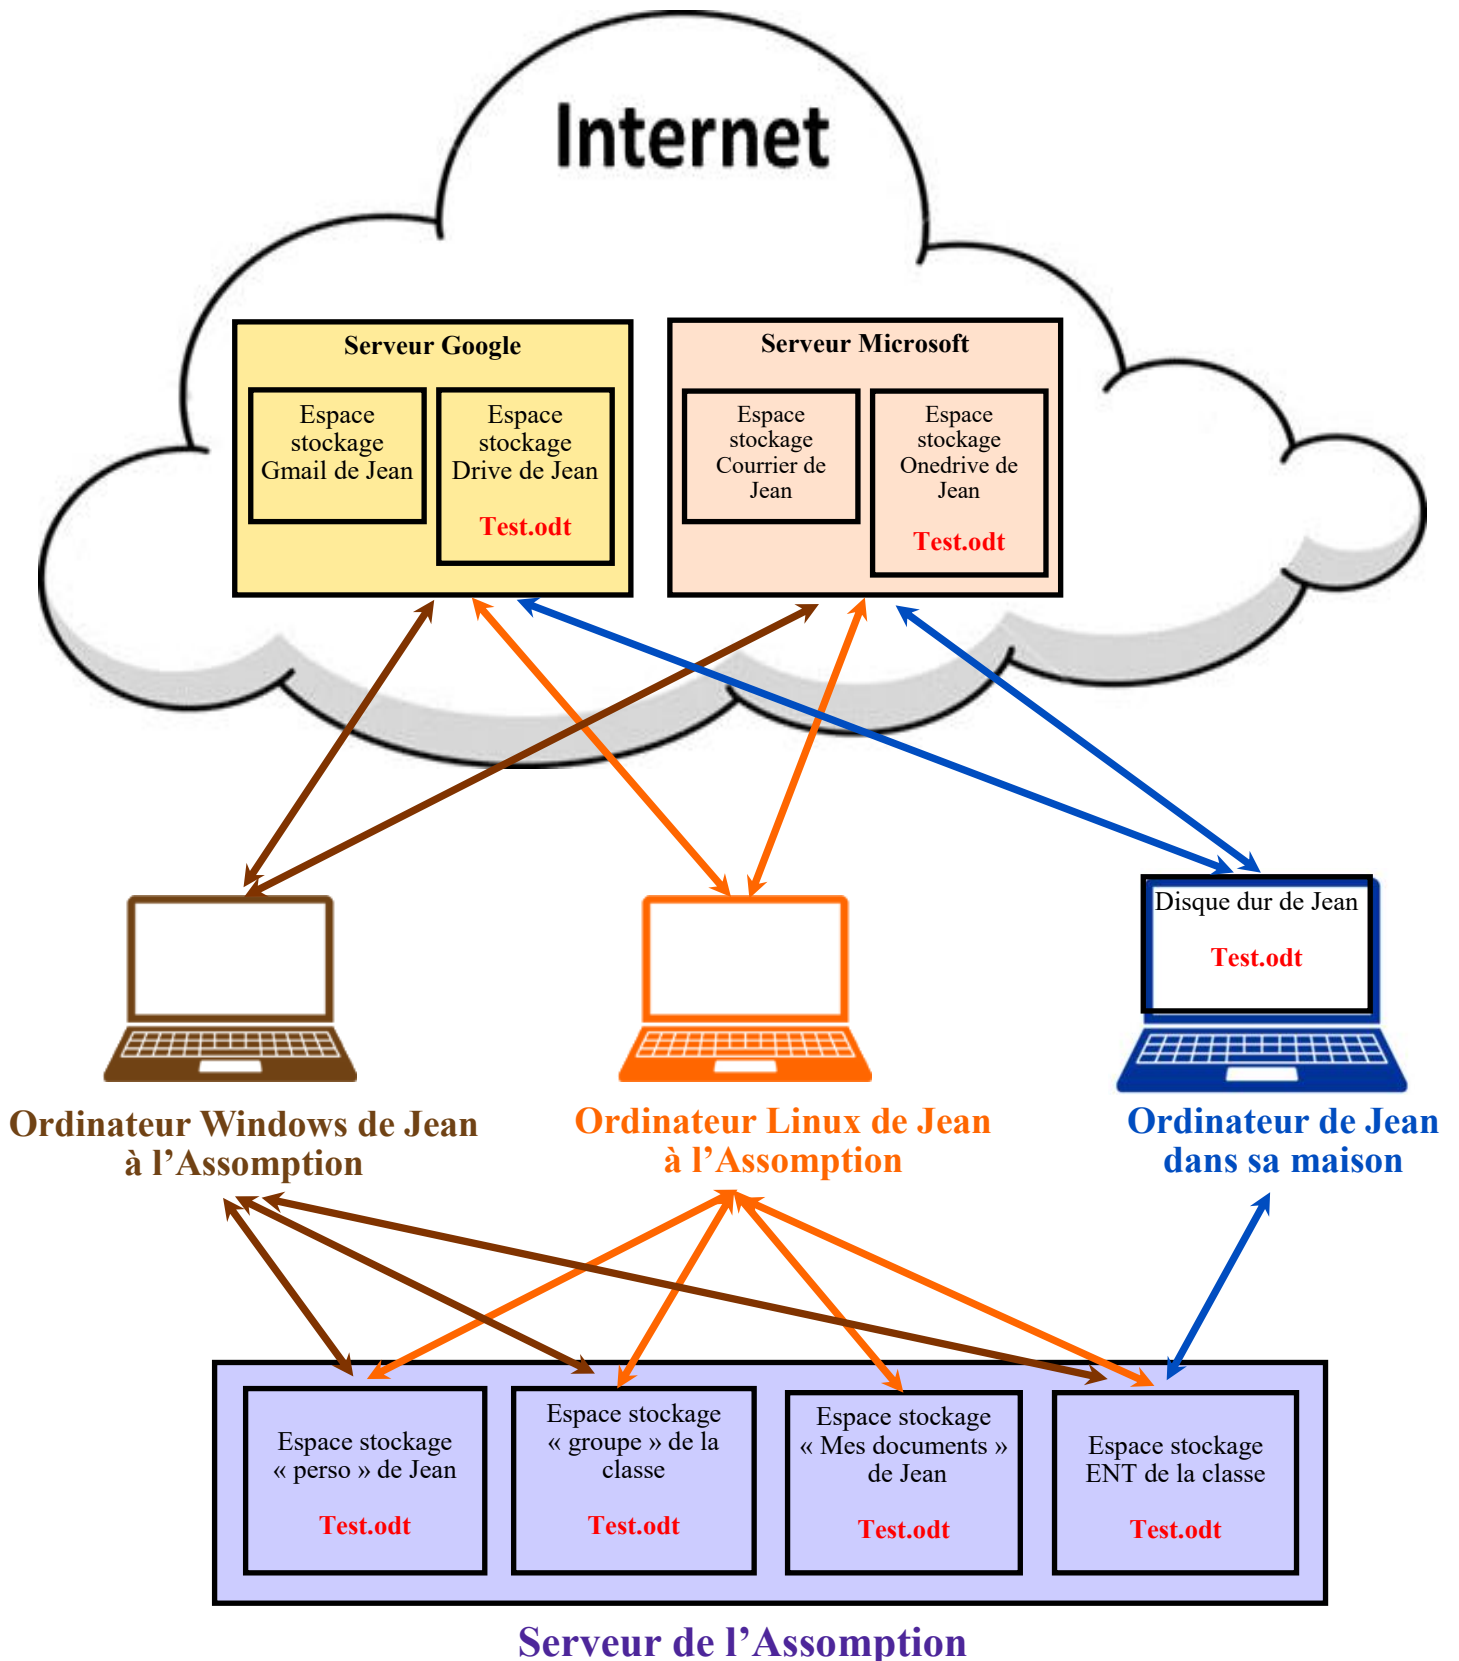 Internet
Serveur Google
Espace
stockage
Gmail de Jean
Espace
stockage
Drive de Jean
Test.odt
Serveur Microsoft
Espace
stockage
Courrier de
Jean
Espace
stockage
Onedrive de
Jean
Test.odt
Disque dur de Jean
Test.odt
Ordinateur Windows de Jean
à l’Assomption
Ordinateur Linux de Jean
à l’Assomption
Ordinateur de Jean
dans sa maison
Espace stockage
« perso » de Jean
Test.odt
Espace stockage
« groupe » de la
classe
Test.odt
Espace stockage
« Mes documents »
de Jean
Test.odt
Espace stockage
ENT de la classe
Test.odt
Serveur de l’Assomption